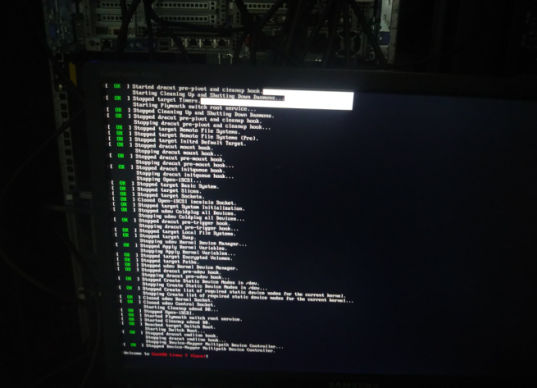 [ OK ] Started dracut pre-pivot and cleanup hook.
Starting Cleaning Up and Shutting Down Daemons...
[ OK ] Stopped target Timers.
Starting Plymouth switch root service...
[ OK ] Stopped Cleaning Up and Shutting Down Daemons.
[ OK ] Stopped dracut pre-pivot and cleanup hook.
Stopping dracut pre-pivot and cleanup hook...
[ OK ] Stopped target Remote File Systems.
[ OK ] Stopped target Remote File Systems (Pre).
[ OK ] Stopped target Initrd Default Target.
[ OK ] Stopped dracut mount hook.
Stopping dracut mount hook...
[ OK ] Stopped dracut pre-mount hook.
Stopping dracut pre-mount hook...
[ OK ] Stopped dracut initqueue hook.
Stopping dracut initqueue hook...
Stopping Open-iSCSI...
[ OK ] Stopped target Basic System.
[ OK ] Stopped target Slices.
[ OK ] Stopped target Sockets.
[ OK ] Closed Open-iSCSI iscsiuio Socket.
[ OK ] Stopped target System Initialization.
[ OK ] Stopped udev Coldplug all Devices.
Stopping udev Coldplug all Devices...
[ OK ] Stopped dracut pre-trigger hook.
Stopping dracut pre-trigger hook...
[ OK ] Stopped target Local File Systems.
[ OK ] Stopped target Swap.
Stopping udev Kernel Device Manager...
[ OK ] Stopped Apply Kernel Variables.
Stopping Apply Kernel Variables...
[ OK ] Stopped target Encrypted Volumes.
[ OK ] Stopped target Paths.
[ OK ] Stopped udev Kernel Device Manager.
[ OK ] Stopped dracut pre-udev hook.
Stopping dracut pre-udev hook...
[ OK ] Stopped Create Static Device Nodes in /dev.
Stopping Create Static Device Nodes in /dev...
[ OK ] Stopped Create list of required static device nodes for the current kernel.
Stopping Create list of required static device nodes for the current kernel...
[ OK ] Closed udev Kernel Socket.
[ OK ] Closed udev Control Socket.
Starting Cleanup udevd DB...
[ OK ] Stopped Open-iSCSI.
[ OK ] Started Plymouth switch root service.
[ OK ] Started Cleanup udevd DB.
[ OK ] Reached target Switch Root.
Starting Switch Root...
[ OK ] Stopped dracut cmdline hook.
Stopping dracut cmdline hook...
Stopping Device-Mapper Multipath Device Controller...
[ OK ] Stopped Device-Mapper Multipath Device Controller.
Welcome to CentOS Linux 7 (Core)!